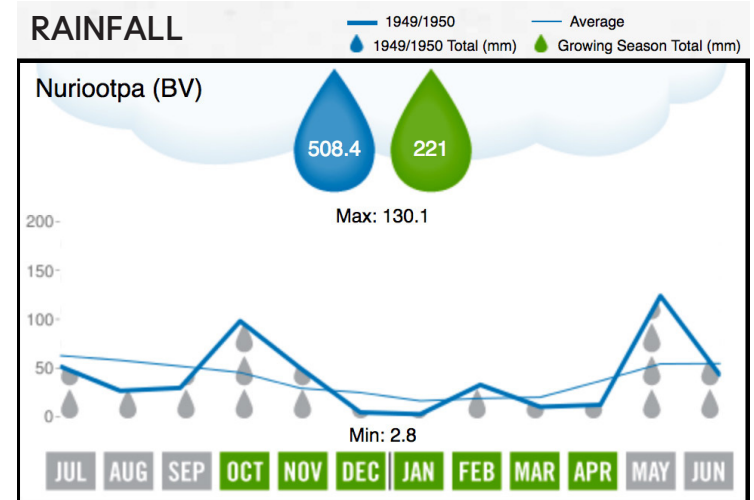 RAINFALL
1949/1950
Average
1949/1950 Total (mm)
Growing Season Total (mm)
Nuriootpa (BV)
508.4
221
Max: 130.1
200
150
100
50
0
Min: 2.8
JUL AUG SEP OCT NOV DEC JAN FEB MAR APR MAY JUN